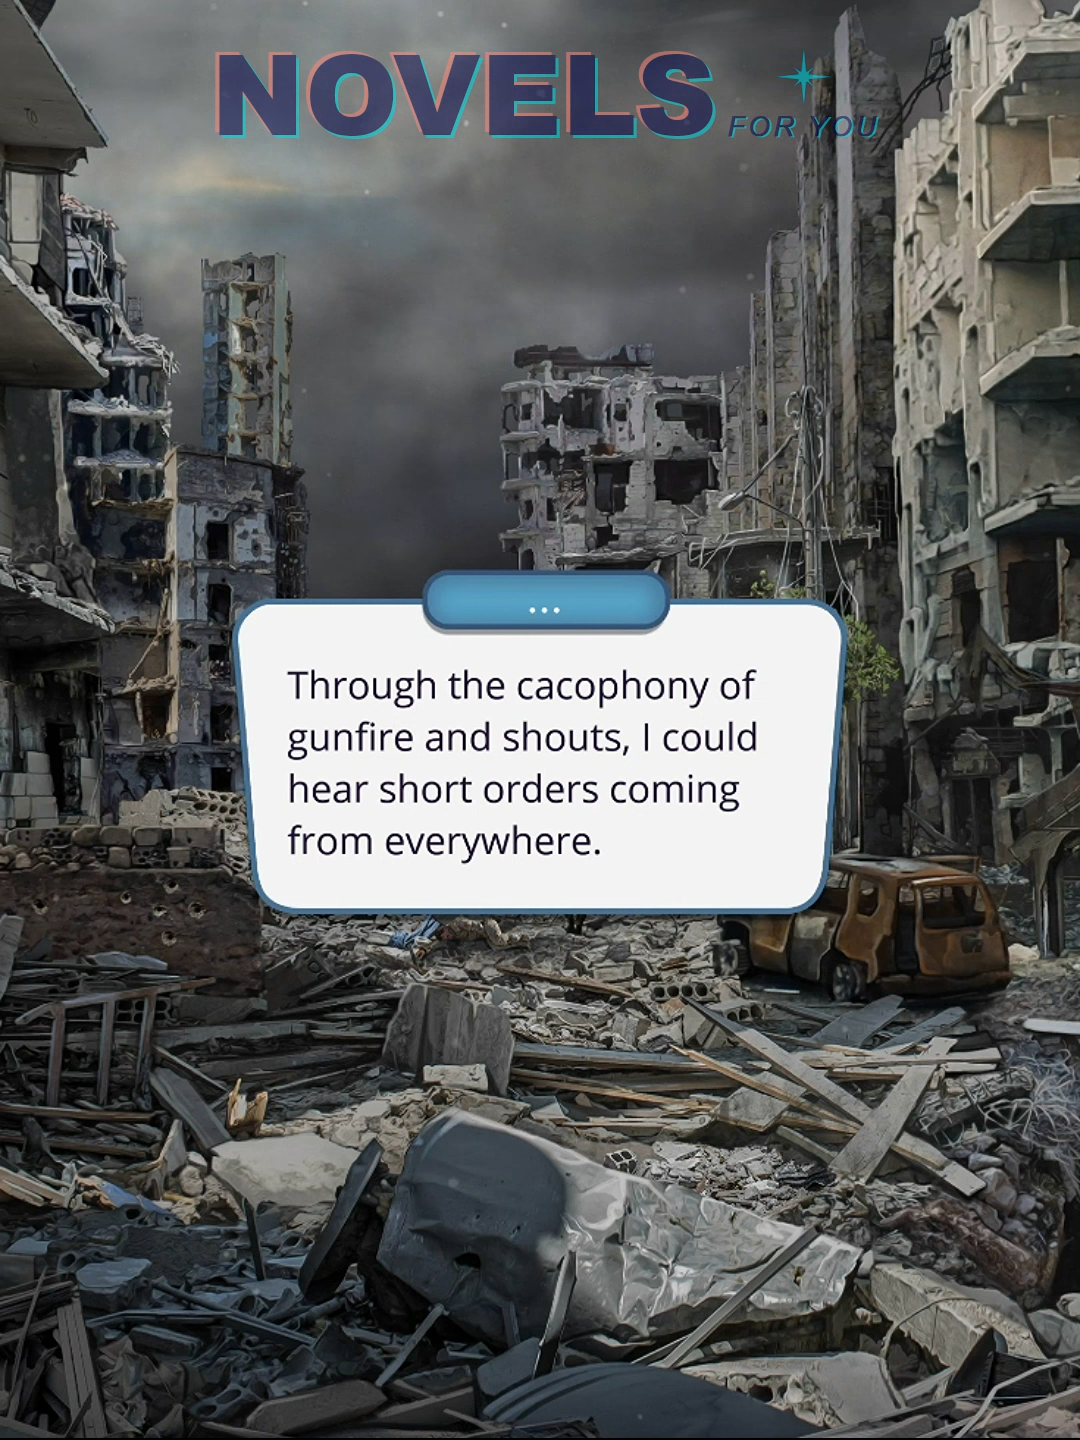 NOVELS
FOR YOU
...
Through the cacophony of
gunfire and shouts, I could
hear short orders coming
from everywhere.